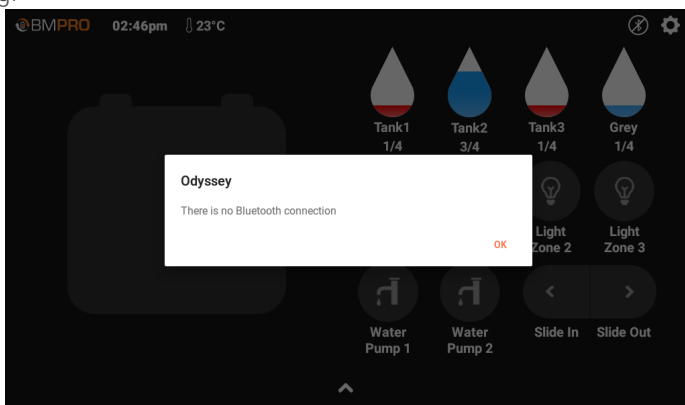 g.
BMPRO 02:46pm 23°C
Tank1 Tank2 Tank3 Grey
1/4 3/4 1/4 1/4
Odyssey
There is no Bluetooth connection
OK
Light Light
Zone 2 Zone 3
Water Water Slide In Slide Out
Pump 1 Pump 2